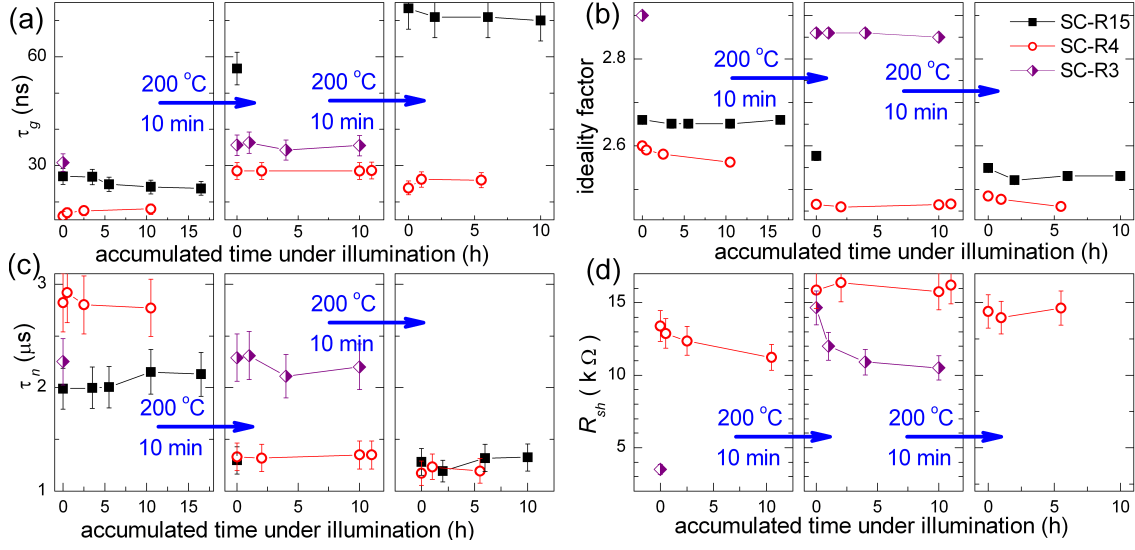 (a)
τg (ns)
60
30
200 °C
10 min
200 °C
10 min
0 5 10 15 0 5 10 0 5 10
accumulated time under illumination (h)
(b)
ideality factor
2.8
2.6
200 °C
10 min
200 °C
10 min
SC-R15
SC-R4
SC-R3
0 5 10 15 0 5 10 0 5 10
accumulated time under illumination (h)
(c)
τn (μs)
3
2
1
200 °C
10 min
200 °C
10 min
0 5 10 15 0 5 10 0 5 10
accumulated time under illumination (h)
(d)
Rsh ( k Ω )
15
10
5
200 °C
10 min
200 °C
10 min
0 5 10 0 5 10 0 5 10
accumulated time under illumination (h)